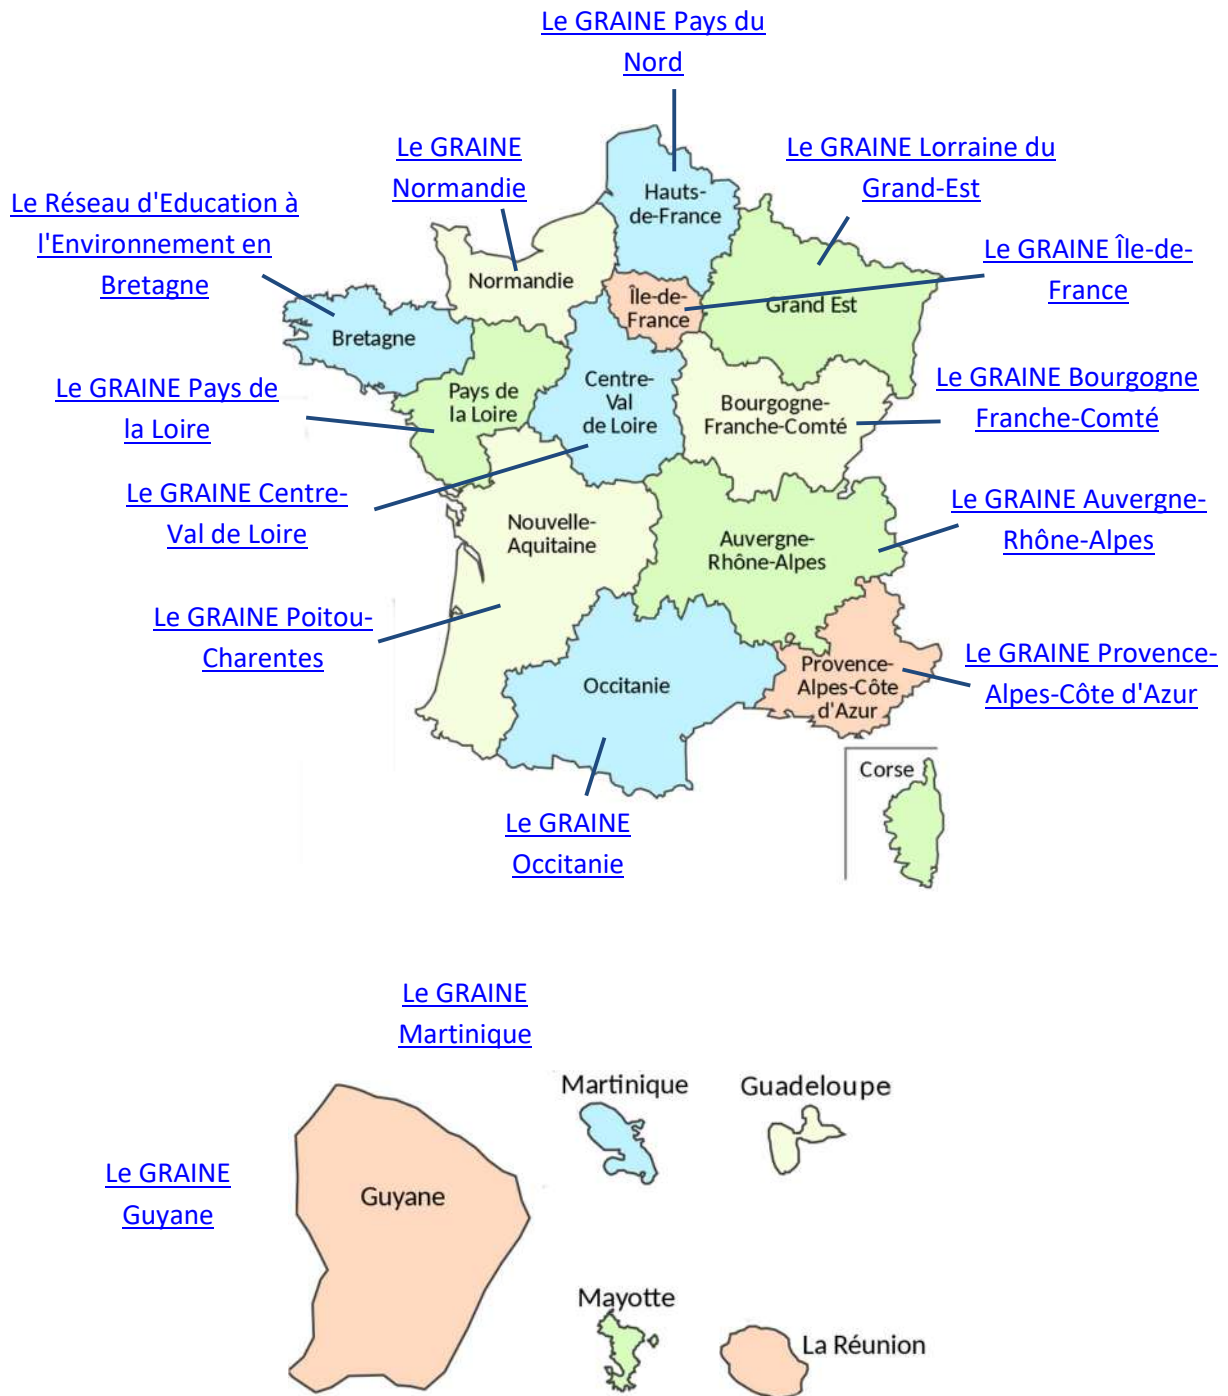 Le GRAINE Pays du
Nord
Le GRAINE
Normandie
Le GRAINE Lorraine du
Grand-Est
Le Réseau d'Education à
l'Environnement en
Bretagne
Le GRAINE Île-de-
France
Hauts-
de-France
Normandie
Île-de-
France
Grand Est
Bretagne
Le GRAINE Pays de
la Loire
Pays de
la Loire
Centre-
Val
de Loire
Bourgogne-
Franche-Comté
Le GRAINE Bourgogne
Franche-Comté
Le GRAINE Centre-
Val de Loire
Nouvelle-
Aquitaine
Auvergne-
Rhône-Alpes
Le GRAINE Auvergne-
Rhône-Alpes
Le GRAINE Poitou-
Charentes
Occitanie
Provence-
Alpes-Côte
d'Azur
Le GRAINE Provence-
Alpes-Côte d'Azur
Corse
Le GRAINE
Occitanie
Le GRAINE
Martinique
Martinique
Guadeloupe
Le GRAINE
Guyane
Guyane
Mayotte
La Réunion